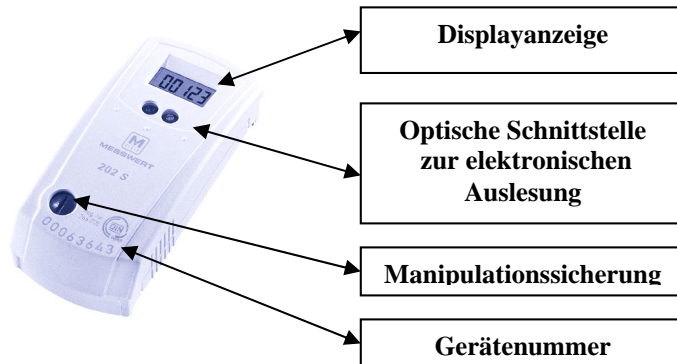 Displayanzeige
00123
Optische Schnittstelle
zur elektronischen
Auslesung
M
MESSWERT
202 S
Manipulationssicherung
00063643
Gerätenummer